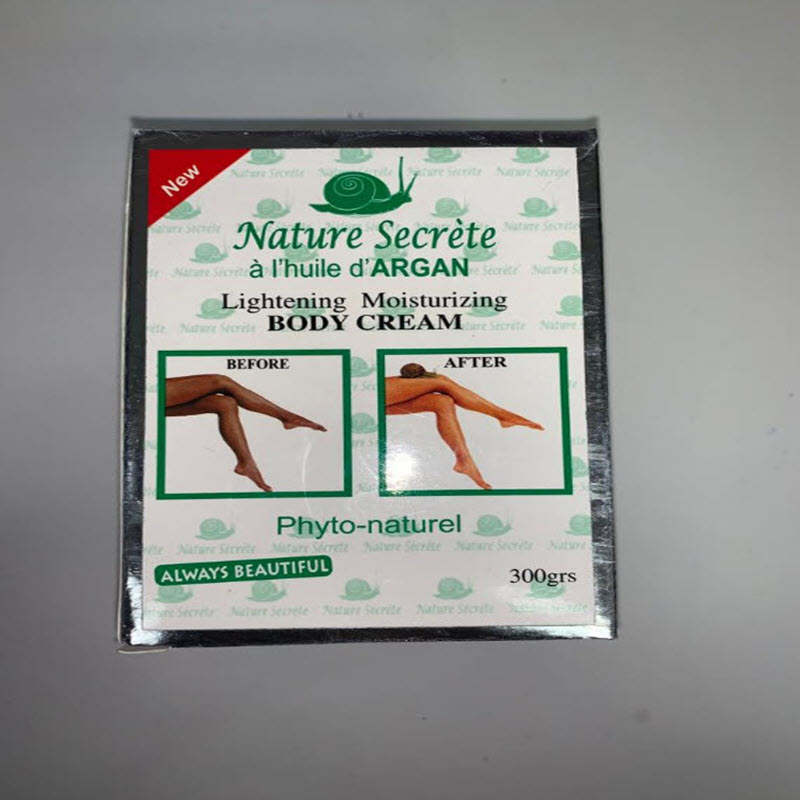 New
Nature Secrète
à l'huile d'ARGAN
Lightening Moisturizing
BODY CREAM
BEFORE
AFTER
Phyto-naturel
ALWAYS BEAUTIFUL
300grs